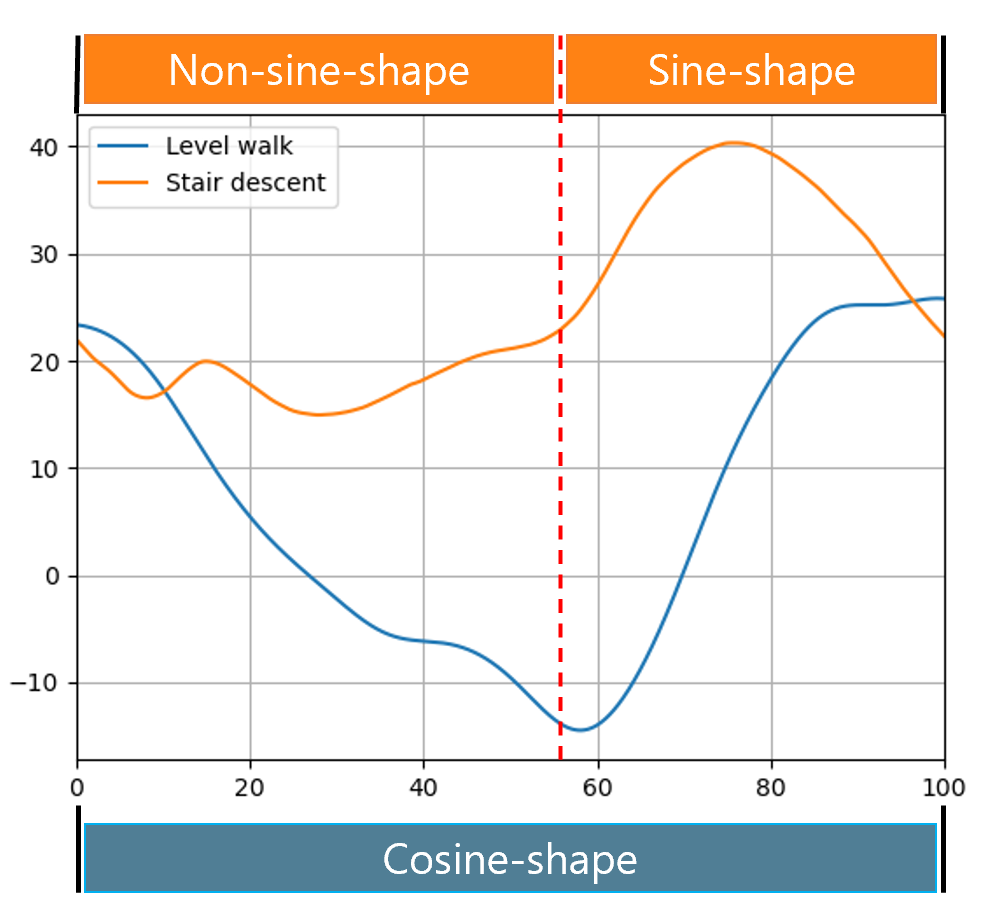 Non-sine-shape Sine-shape
Level walk
Stair descent
40
30
20
10
0
−10
0 20 40 60 80 100
Cosine-shape